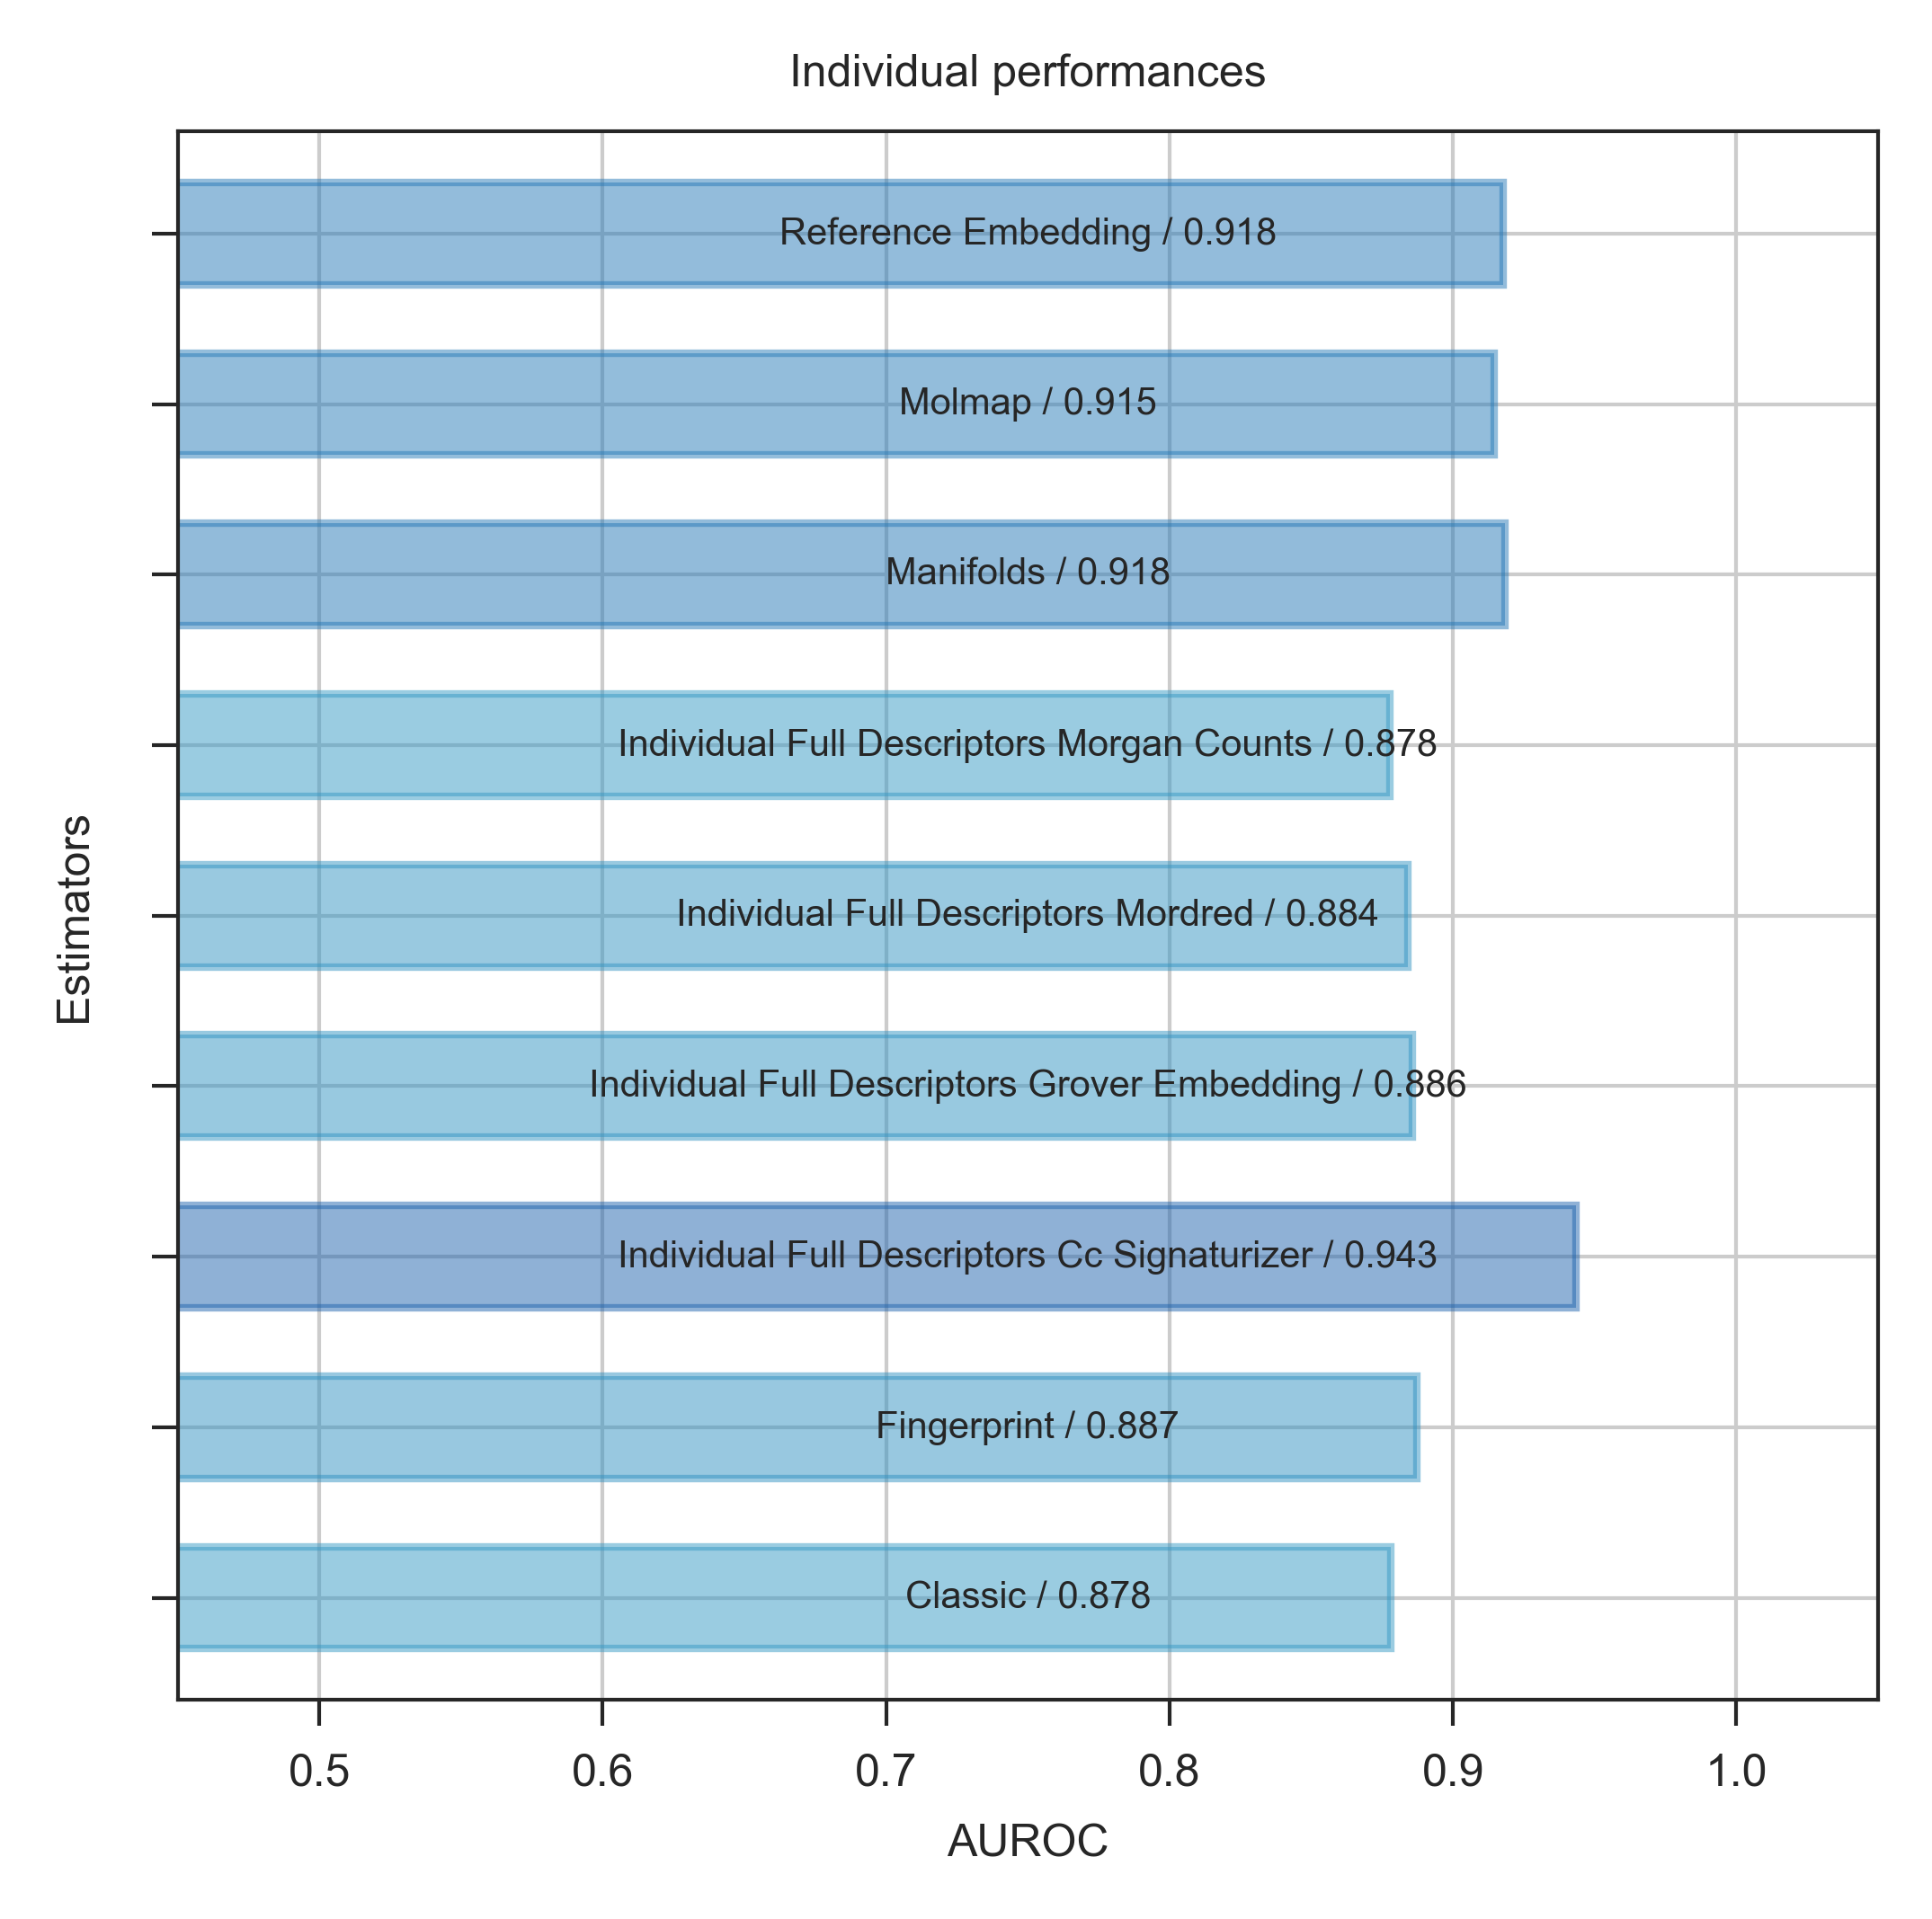 Individual performances
Reference Embedding / 0.918
Molmap / 0.915
Manifolds / 0.918
Individual Full Descriptors Morgan Counts / 0.878
Individual Full Descriptors Mordred / 0.884
Individual Full Descriptors Grover Embedding / 0.886
Individual Full Descriptors Cc Signaturizer / 0.943
Fingerprint / 0.887
Classic / 0.878
Estimators
0.5 0.6 0.7 0.8 0.9 1.0
AUROC